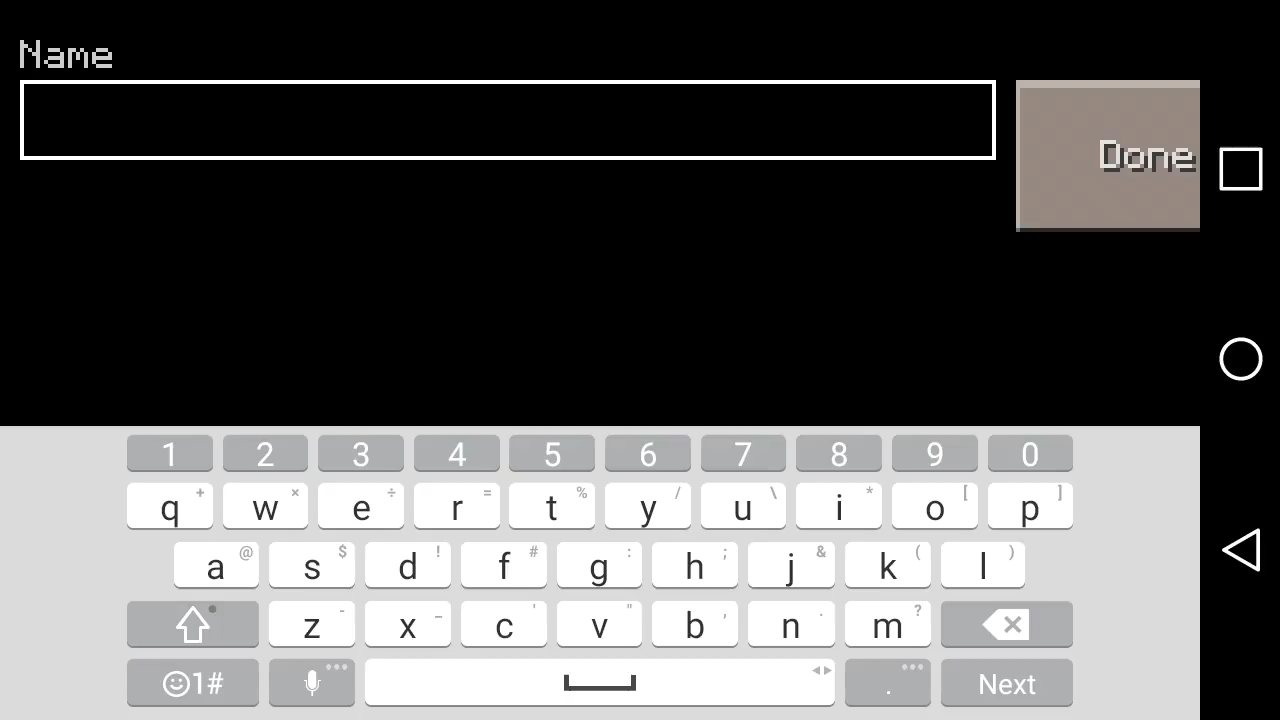 Name
Done
1 2 3 4 5 6 7 8 9 0
q + w × e ÷ r = t % y / u \ i * o [ p ]
a @ s $ d ! f # g : h ; j & k ( l )
z - x _ c ' v " b , n . m ?
1# . Next